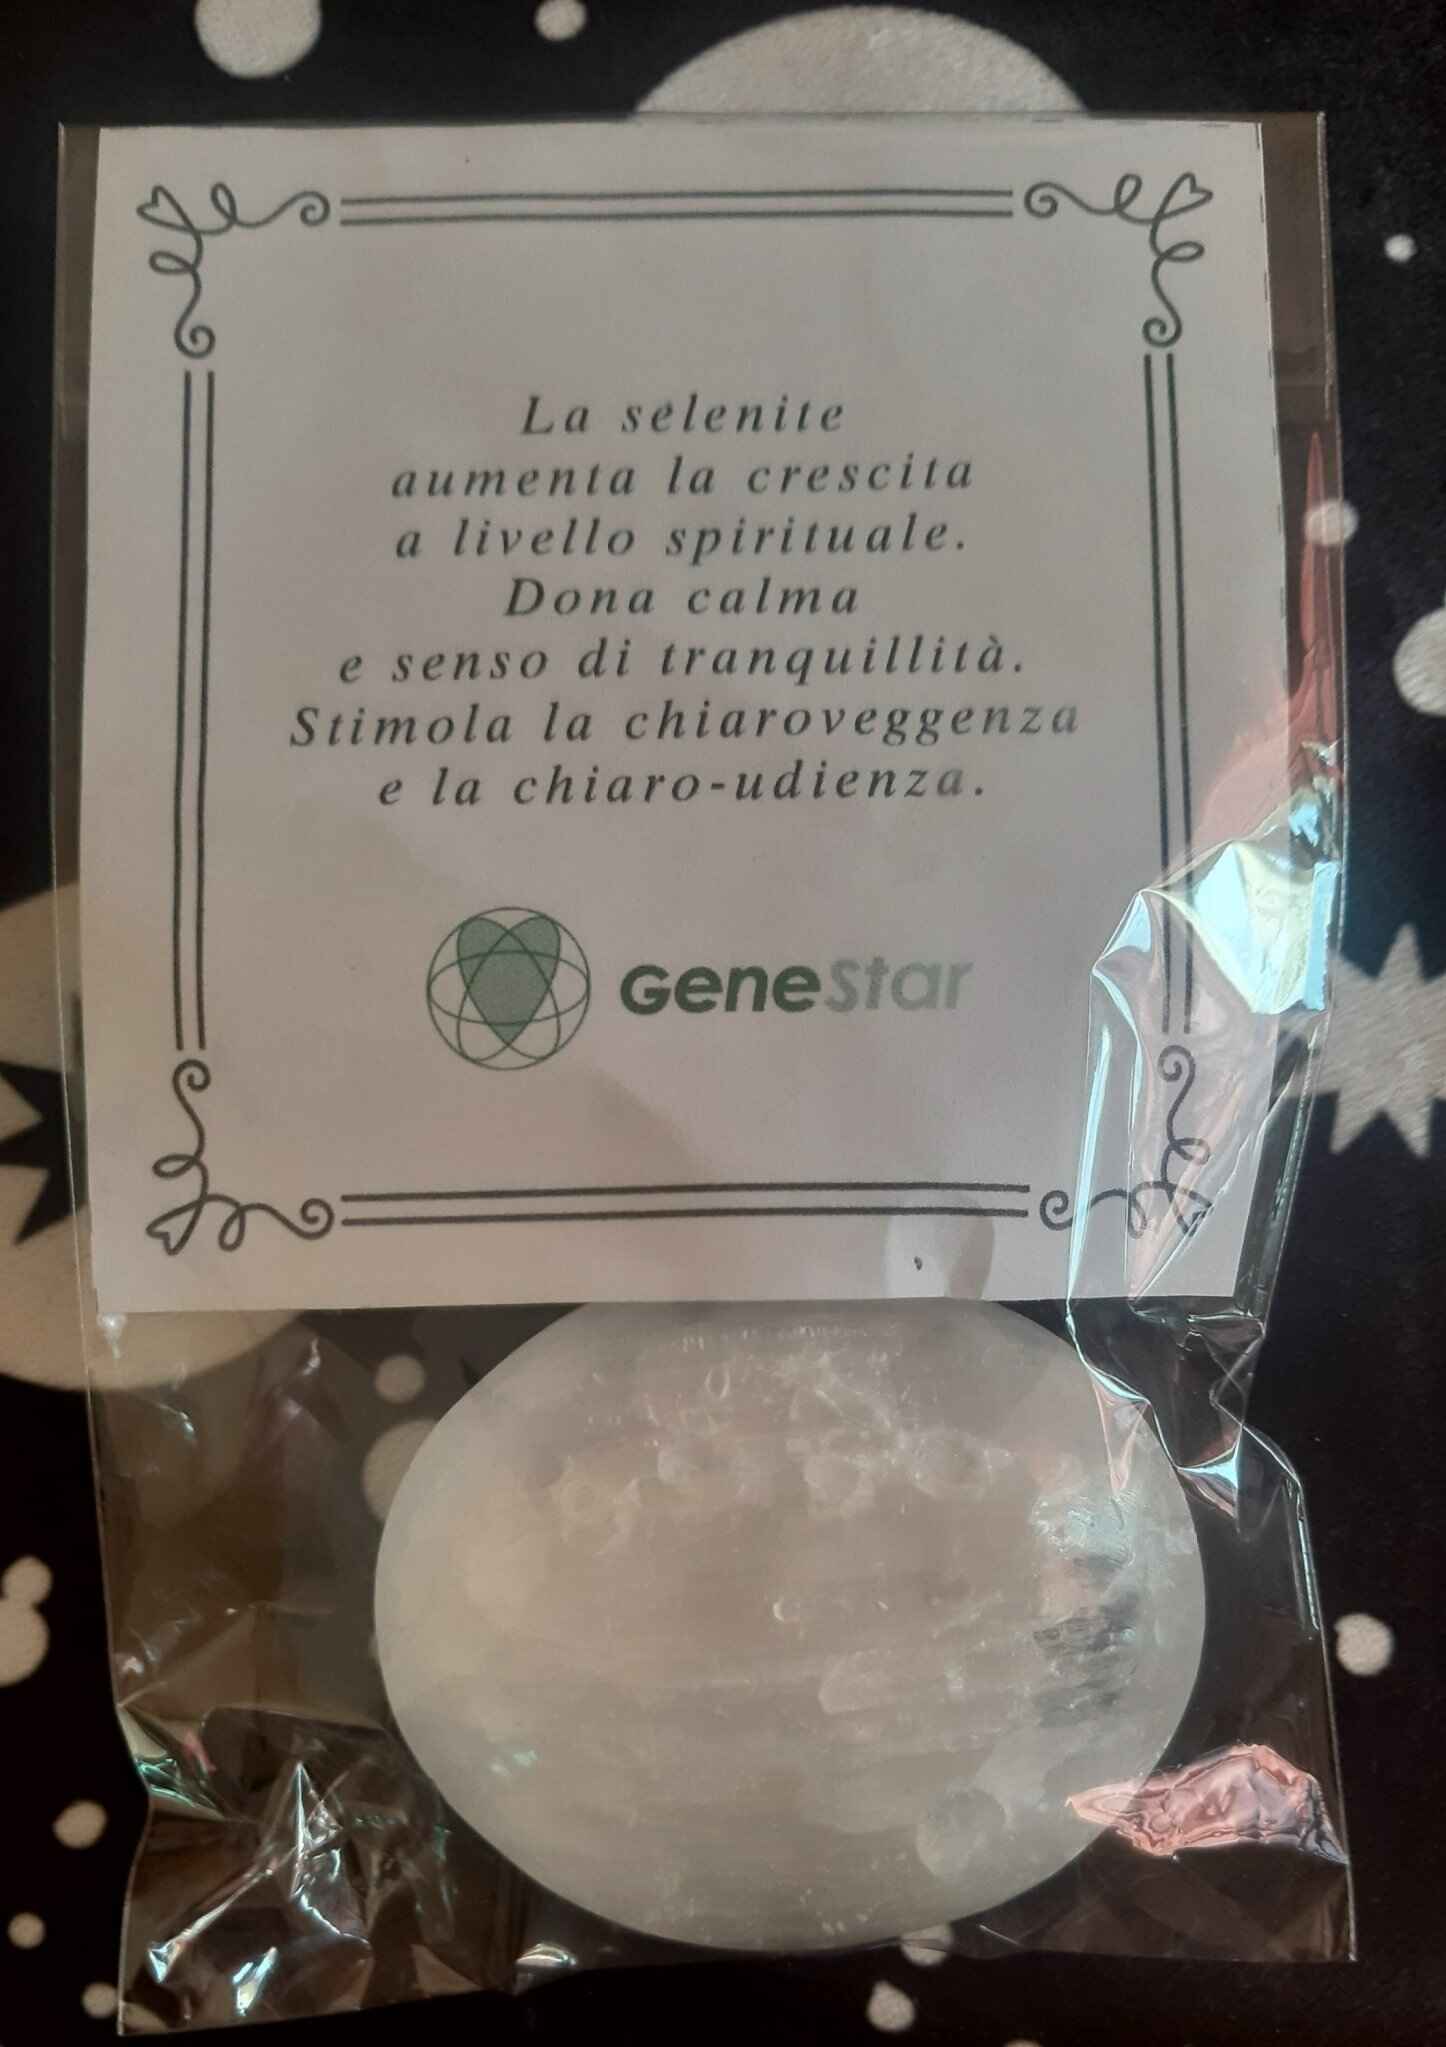 La selenite
aumenta la crescita
a livello spirituale.
Dona calma
e senso di tranquillità.
Stimola la chiaroveggenza
e la chiaro-udienza.
GeneStar